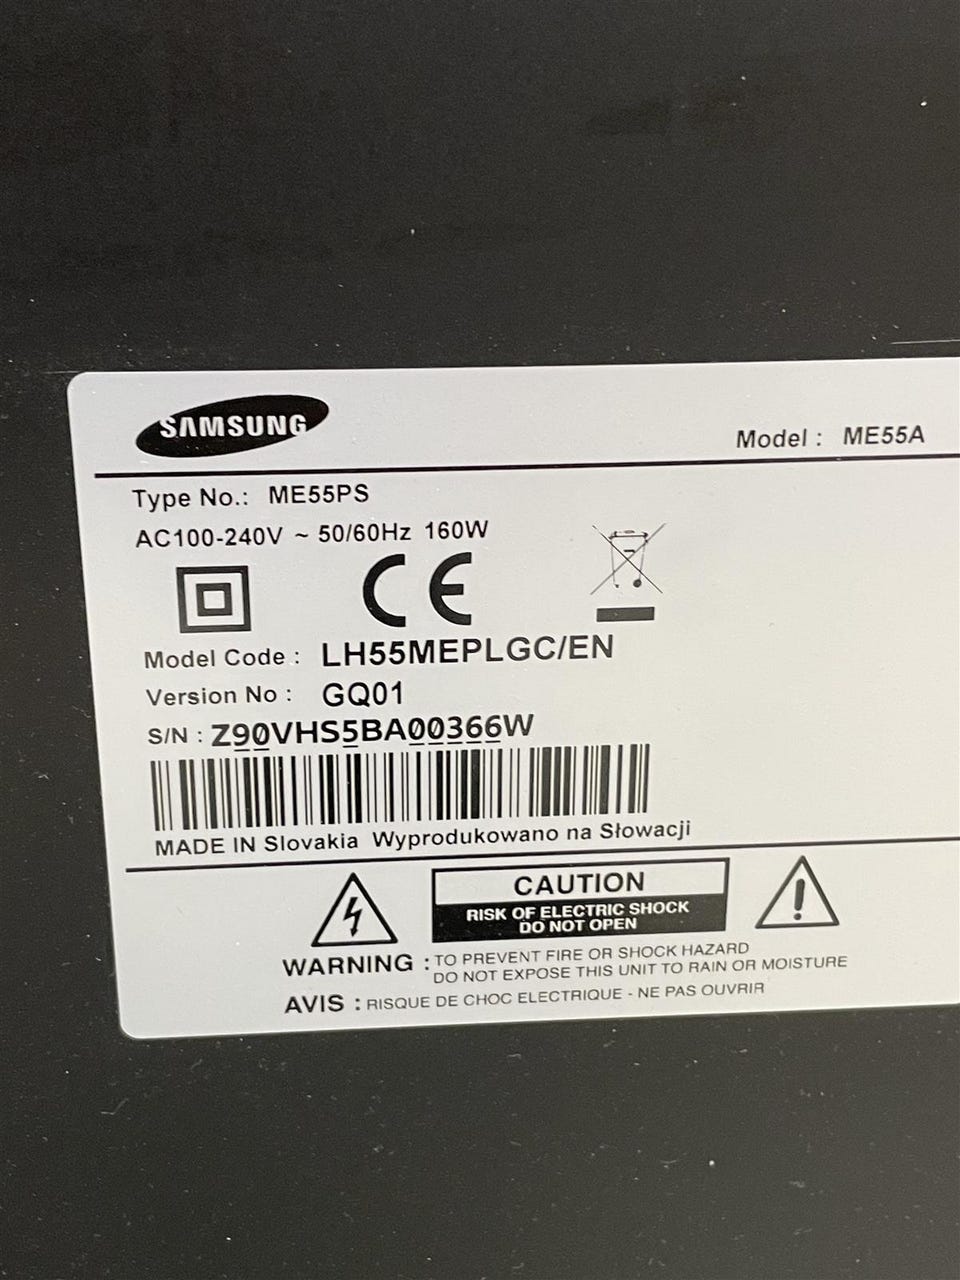 SAMSUNG
Model : ME55A
Type No.: ME55PS
AC100-240V ~ 50/60Hz 160W
CE
Model Code : LH55MEPLGC/EN
Version No : GQ01
S/N : Z90VHS5BA00366W
MADE IN Slovakia Wyprodukowano na Słowacji
CAUTION
RISK OF ELECTRIC SHOCK
DO NOT OPEN
WARNING : TO PREVENT FIRE OR SHOCK HAZARD
DO NOT EXPOSE THIS UNIT TO RAIN OR MOISTURE
AVIS : RISQUE DE CHOC ELECTRIQUE - NE PAS OUVRIR